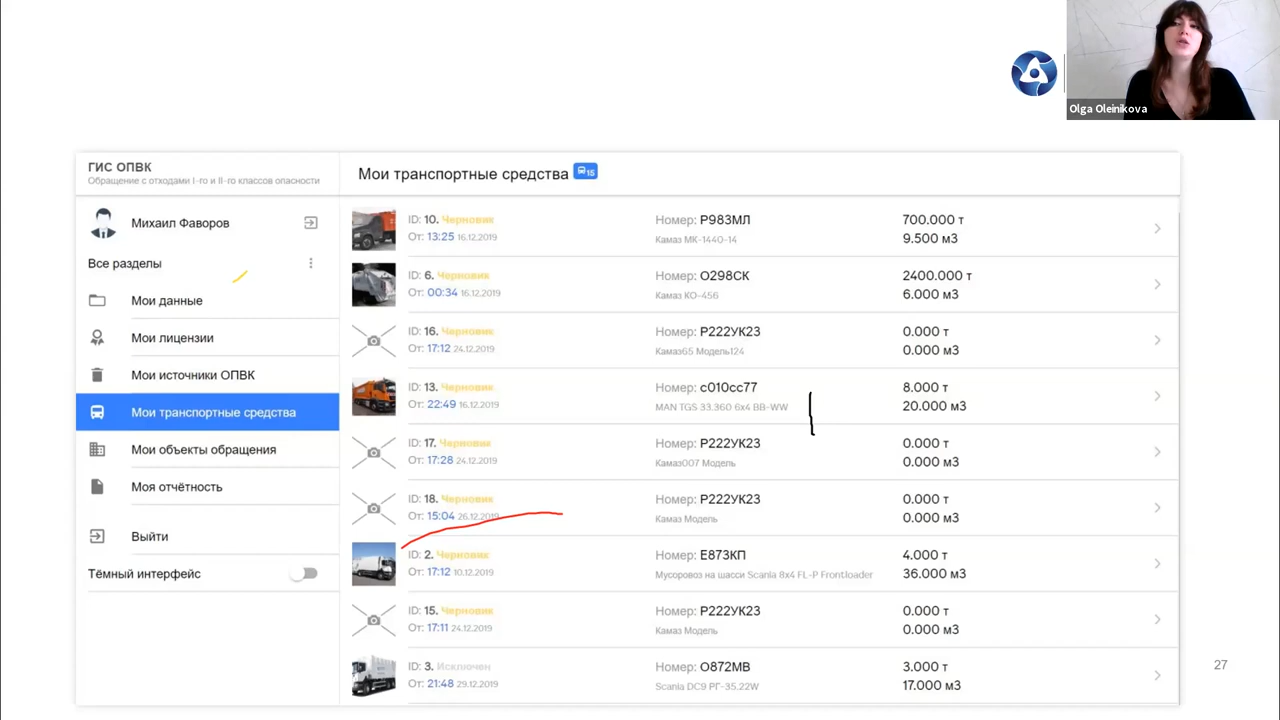 Olga Oleinikova
ГИС ОПВК
Обращение с отходами I-го и II-го классов опасности
Михаил Фаворов
Все разделы
Мои данные
Мои лицензии
Мои источники ОПВК
Мои транспортные средства
Мои объекты обращения
Моя отчётность
Выйти
Тёмный интерфейс
Мои транспортные средства 15
ID: 10. Черновик Номер: Р983МЛ 700.000 т
От: 13:25 16.12.2019 Камаз МК-1440-14 9.500 м3
ID: 6. Черновик Номер: О298СК 2400.000 т
От: 00:34 16.12.2019 Камаз КО-456 6.000 м3
ID: 16. Черновик Номер: Р222УК23 0.000 т
От: 17:12 24.12.2019 Камаз65 Модель124 0.000 м3
ID: 13. Черновик Номер: с010сс77 8.000 т
От: 22:49 16.12.2019 MAN TGS 33.360 6x4 BB-WW 20.000 м3
ID: 17. Черновик Номер: Р222УК23 0.000 т
От: 17:28 24.12.2019 Камаз007 Модель 0.000 м3
ID: 18. Черновик Номер: Р222УК23 0.000 т
От: 15:04 26.12.2019 Камаз Модель 0.000 м3
ID: 2. Черновик Номер: Е873КП 4.000 т
От: 17:12 10.12.2019 Мусоровоз на шасси Scania 8x4 FL-P Frontloader 36.000 м3
ID: 15. Черновик Номер: Р222УК23 0.000 т
От: 17:11 24.12.2019 Камаз Модель 0.000 м3
ID: 3. Исключен Номер: О872МВ 3.000 т
От: 21:48 29.12.2019 Scania DC9 РГ-35.22W 17.000 м3
27